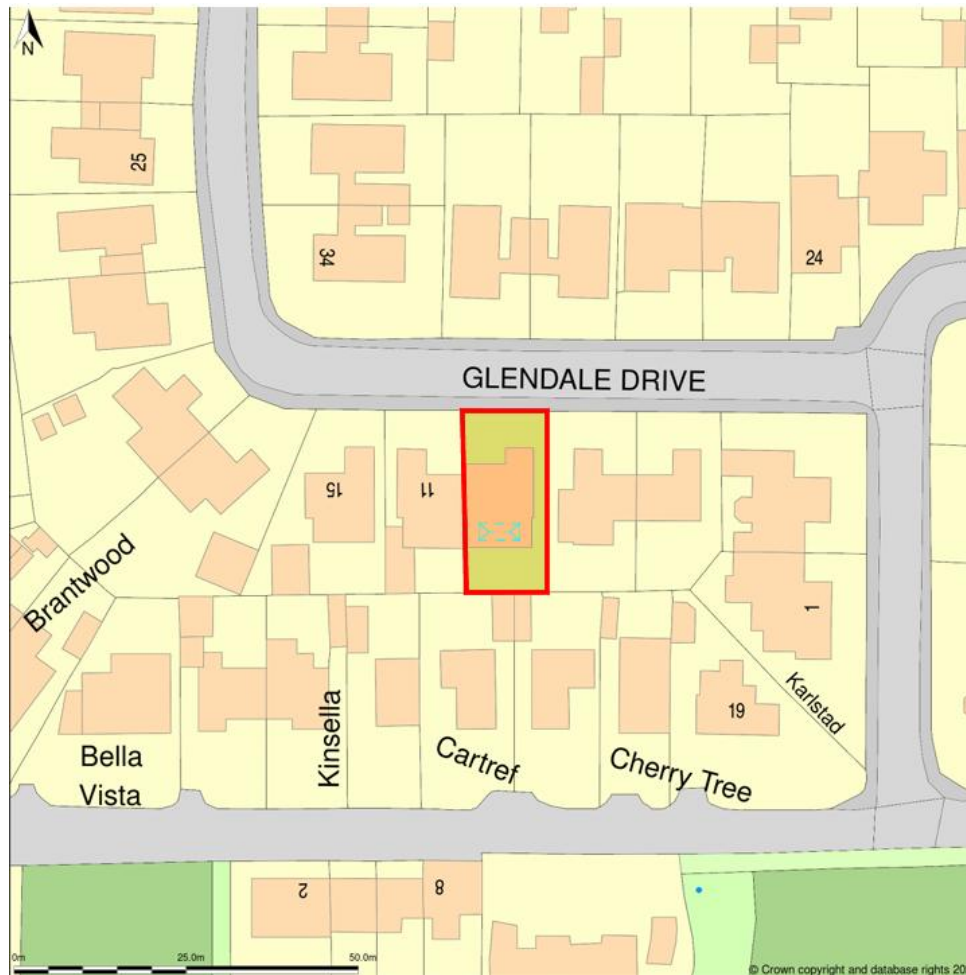 N
25
34
24
GLENDALE DRIVE
15
11
Brantwood
1
Karlstad
19
Kinsella
Cartref
Cherry Tree
Bella
Vista
2
8
0m
25.0m
50.0m
© Crown copyright and database rights 20